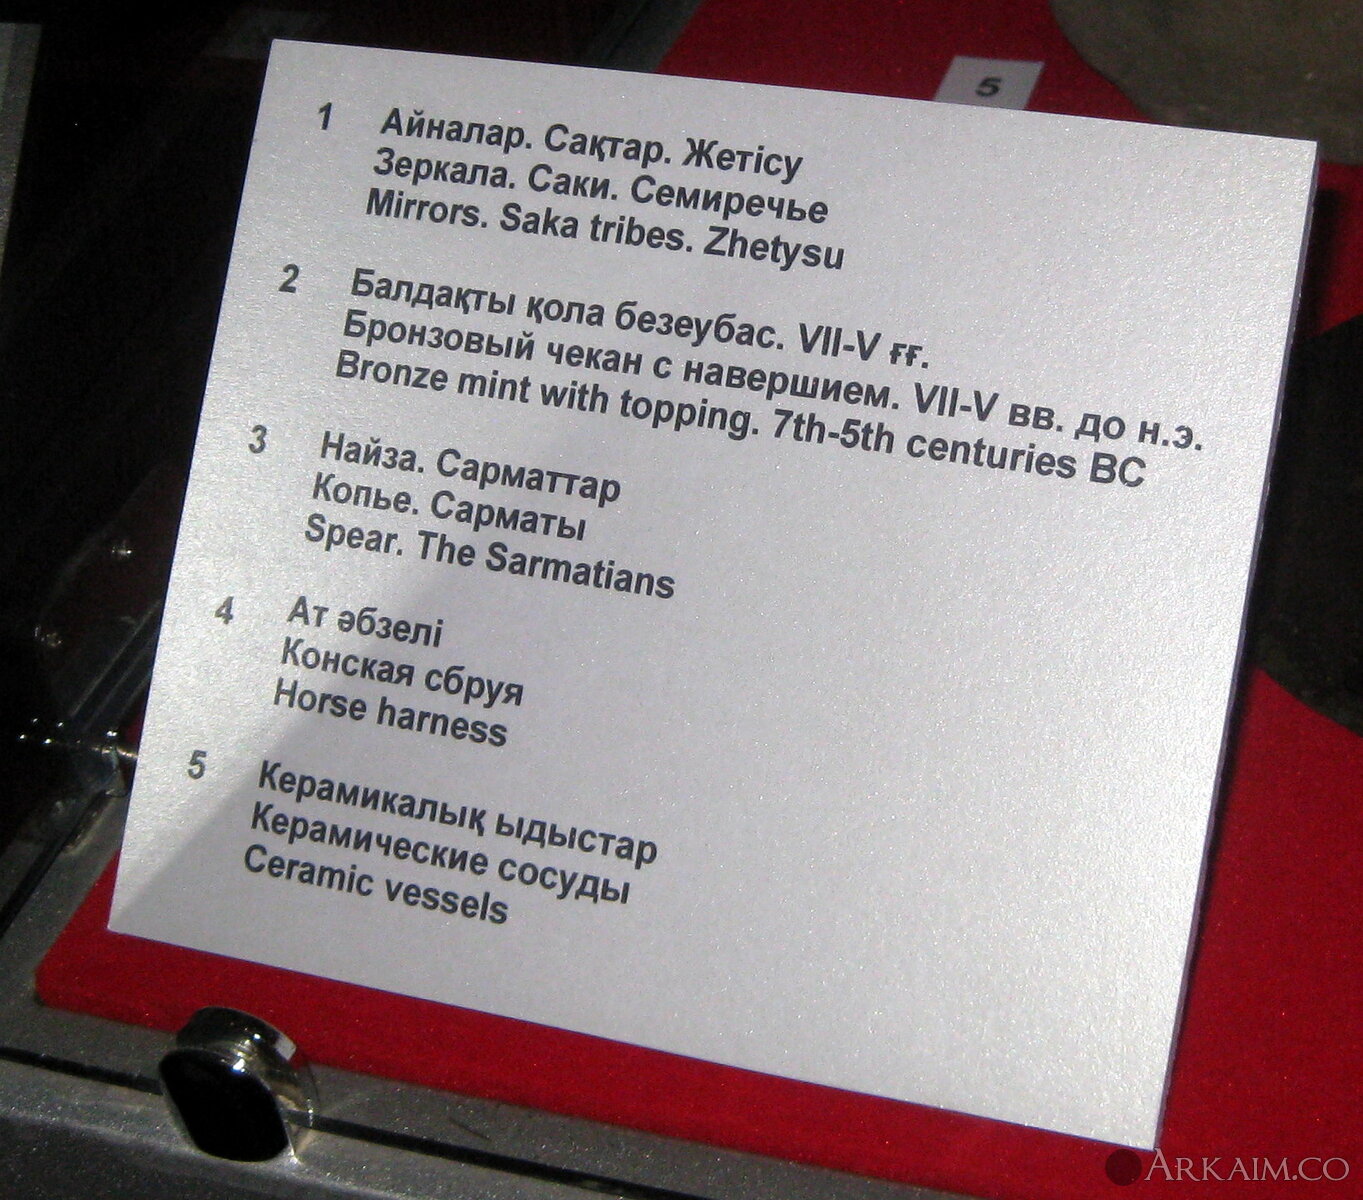 5
1 Айналар. Сақтар. Жетісу
Зеркала. Саки. Семиречье
Mirrors. Saka tribes. Zhetysu
2 Балдақты қола безеубас. VII-V ғғ.
Бронзовый чекан с навершием. VII-V вв. до н.э.
Bronze mint with topping. 7th-5th centuries BC
3 Найза. Сарматтар
Копье. Сарматы
Spear. The Sarmatians
4 Ат әбзелі
Конская сбруя
Horse harness
5 Керамикалық ыдыстар
Керамические сосуды
Ceramic vessels
ARKAIM.CO